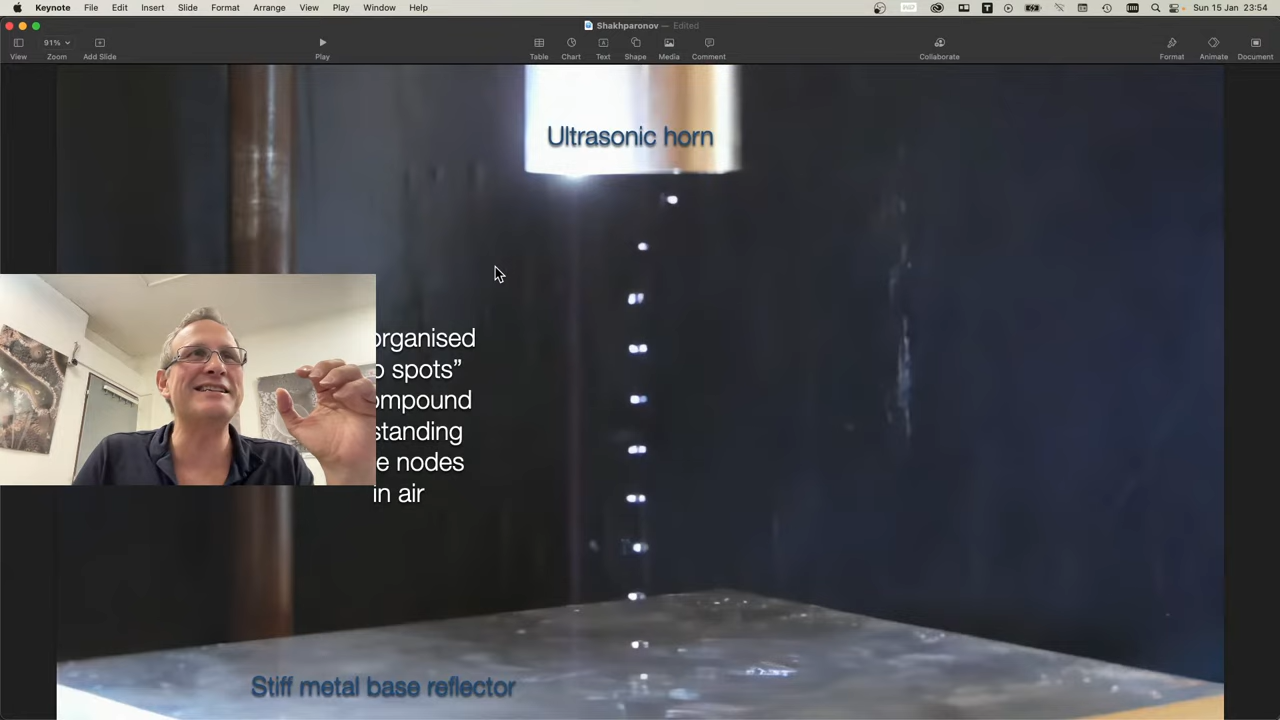 Keynote File Edit Insert Slide Format Arrange View Play Window Help Sun 15 Jan 23:54
Shakhparonov — Edited
91%
View Zoom Add Slide Play Table Chart Text Shape Media Comment Collaborate Format Animate Document
Ultrasonic horn
organised
spots”
standing
nodes
in air
Stiff metal base reflector